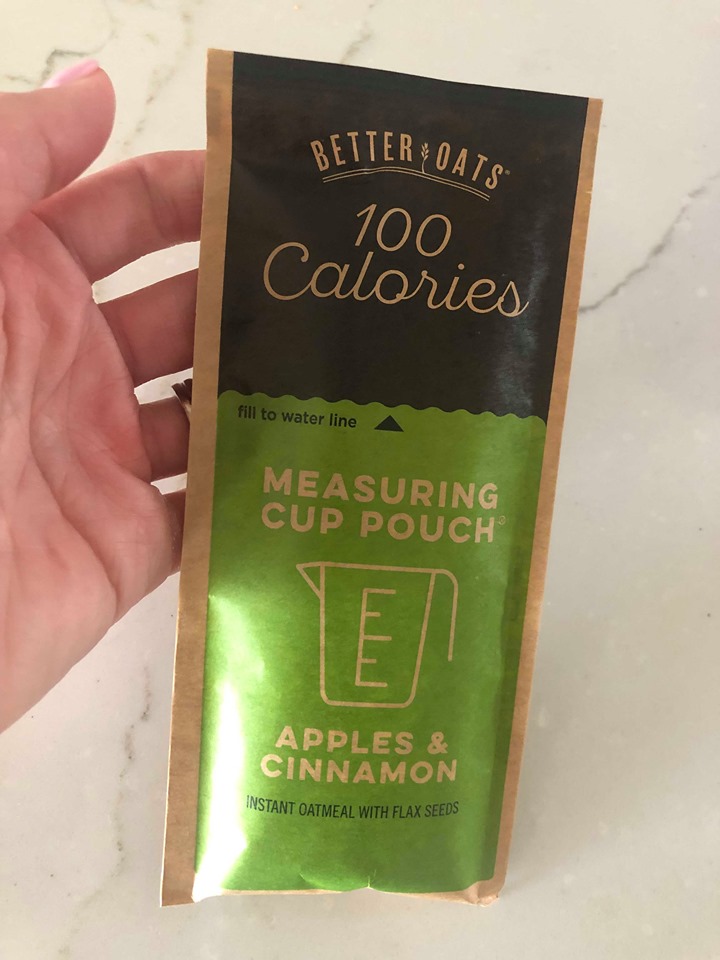 BETTER OATS®
100
Calories
fill to water line
MEASURING
CUP POUCH
APPLES &
CINNAMON
INSTANT OATMEAL WITH FLAX SEEDS